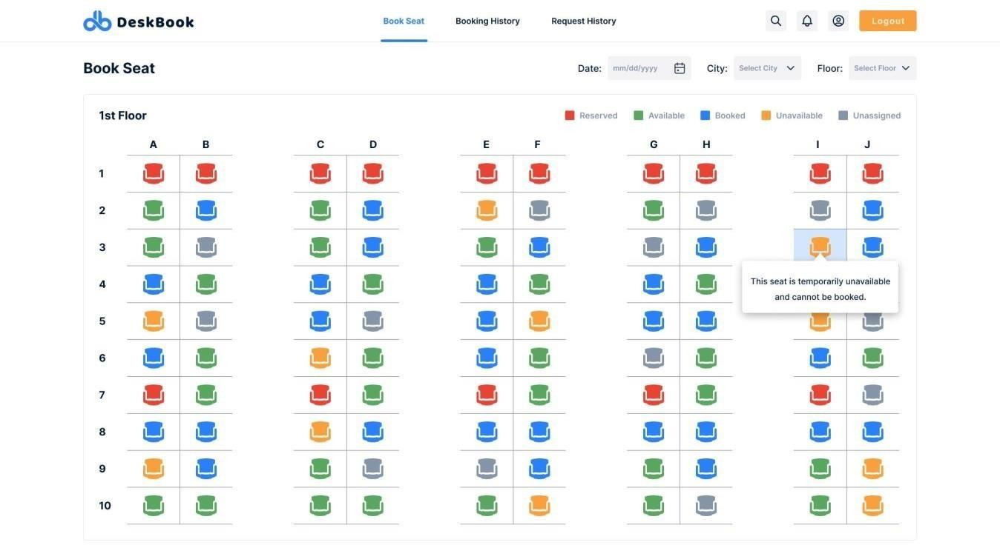 DeskBook
Book Seat
Booking History
Request History
Logout
Book Seat
Date:
mm/dd/yyyy
City:
Select City
Floor:
Select Floor
1st Floor
Reserved
Available
Booked
Unavailable
Unassigned
A B C D E F G H I J
1
2
3
This seat is temporarily unavailable
and cannot be booked.
4
5
6
7
8
9
10